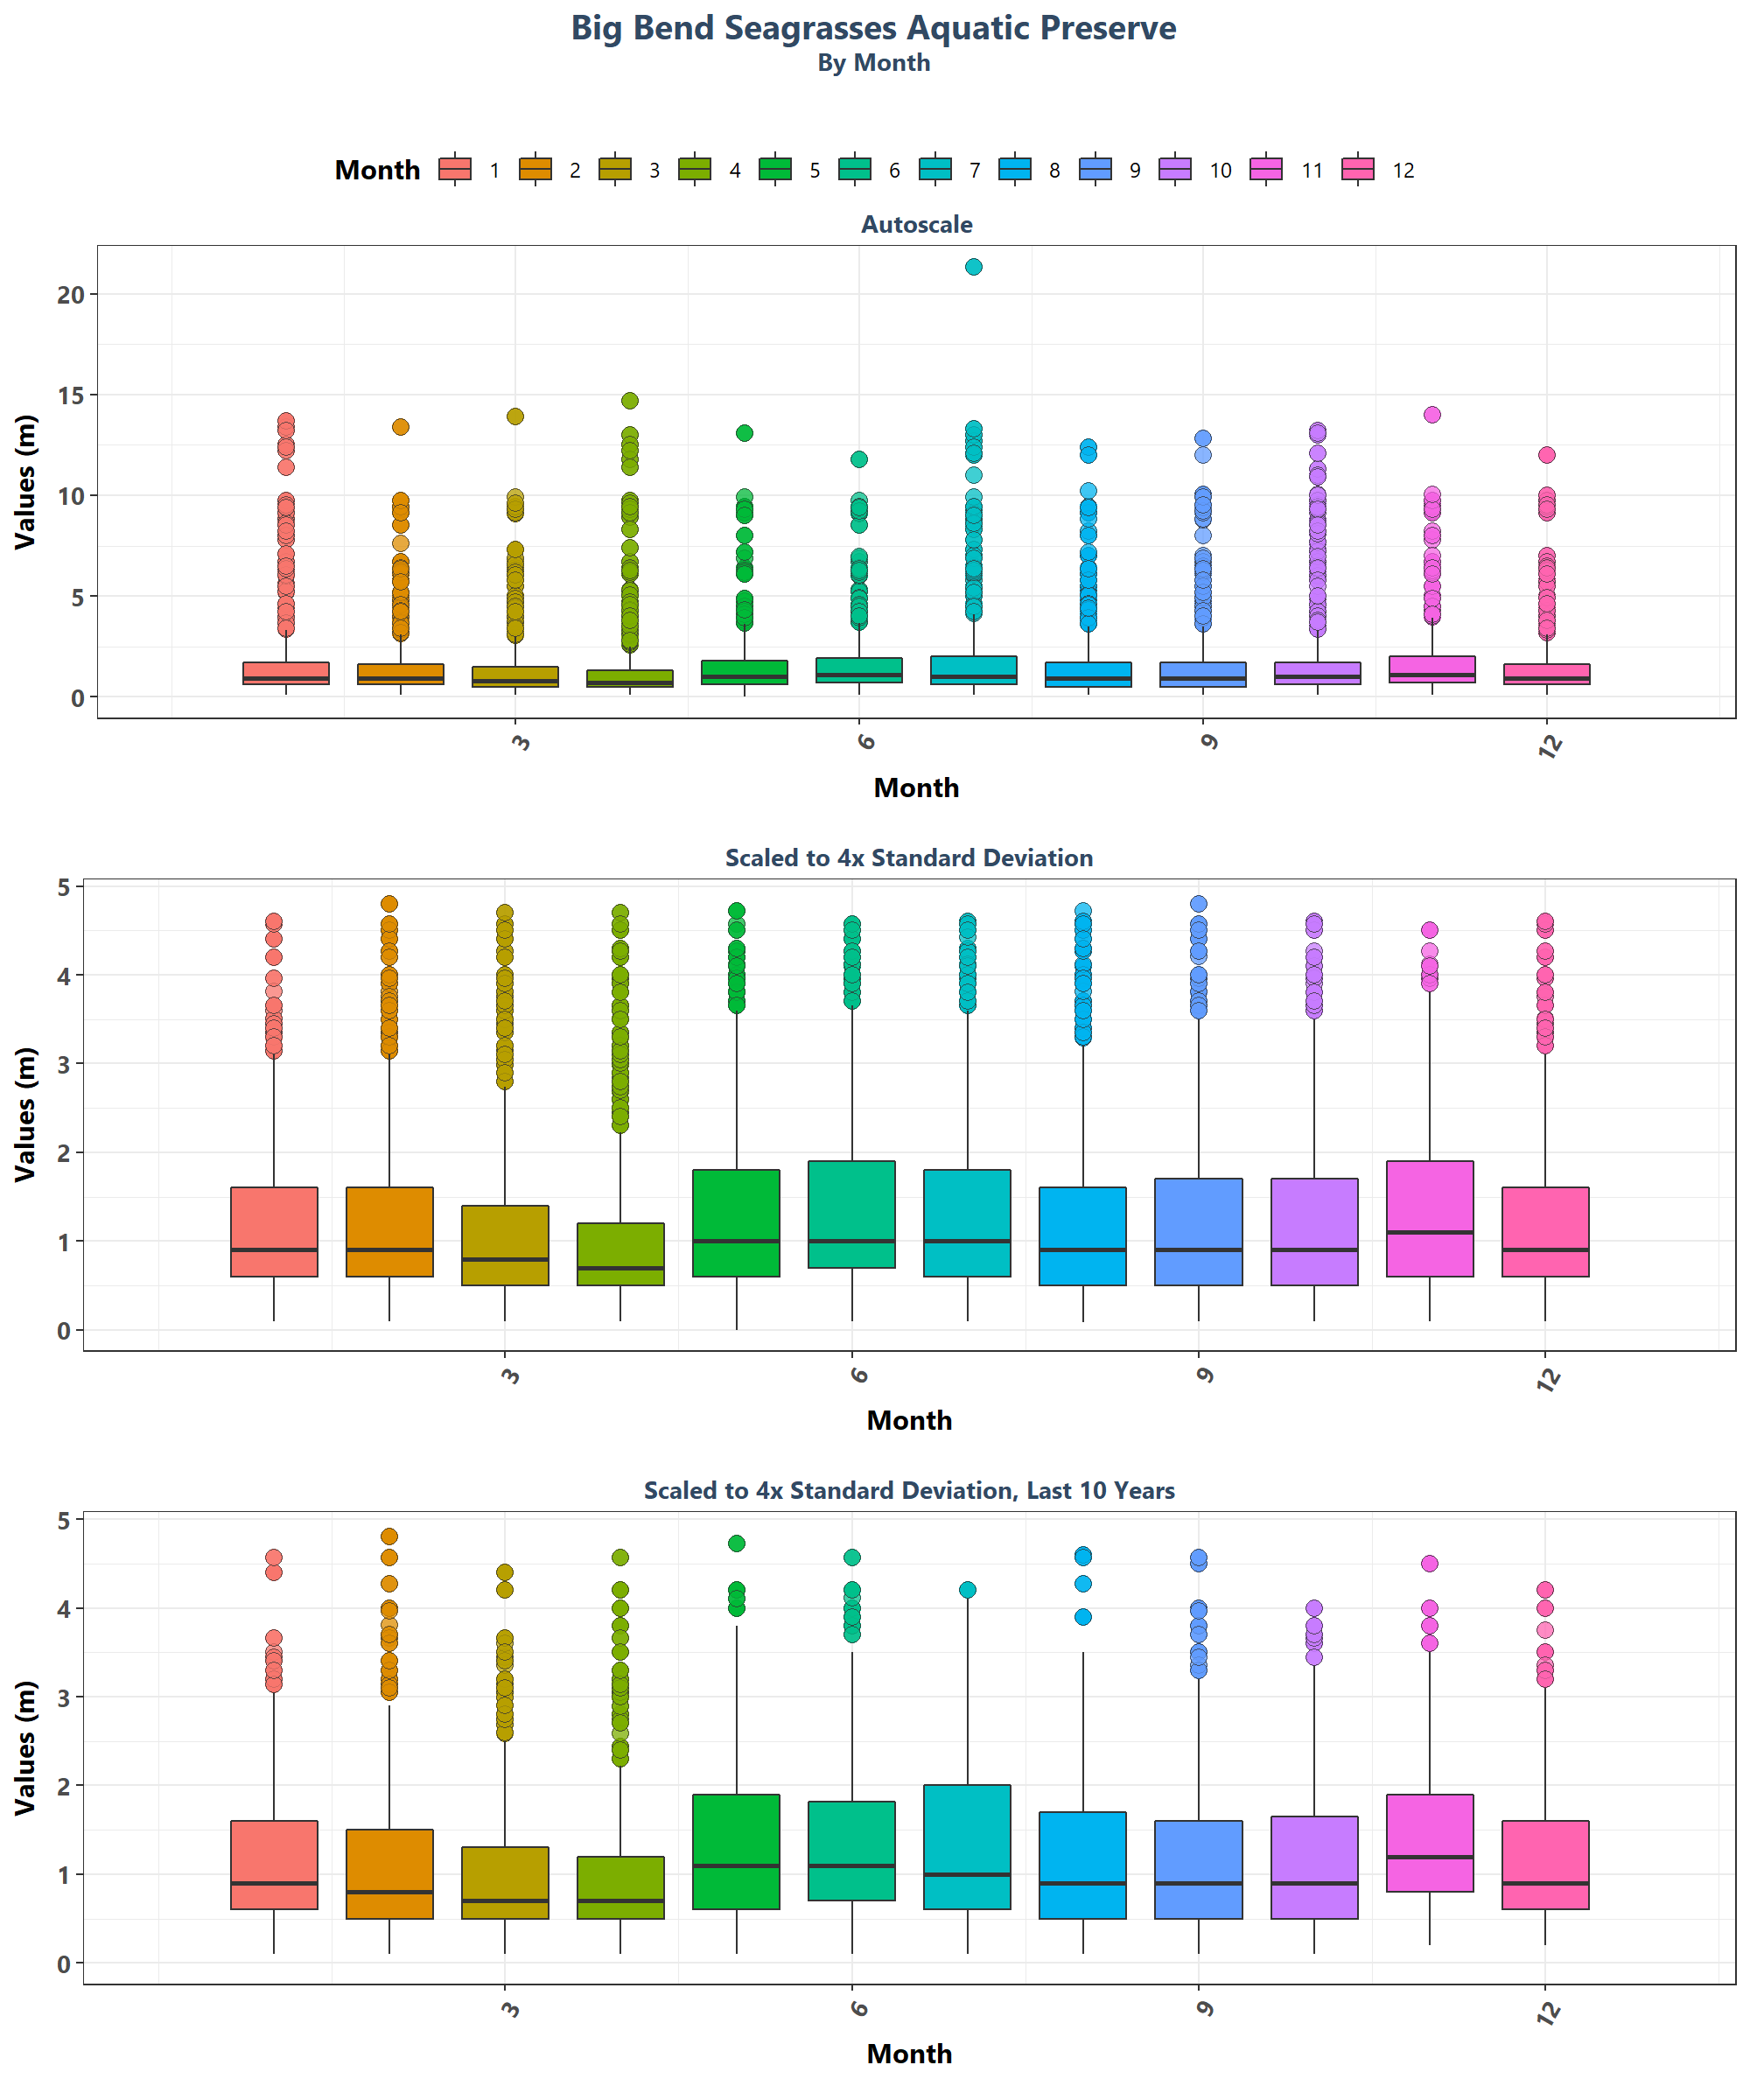 Big Bend Seagrasses Aquatic Preserve
By Month
Month 1 2 3 4 5 6 7 8 9 10 11 12
Autoscale
Values (m)
20
15
10
5
0
3 6 9 12
Month
Scaled to 4x Standard Deviation
Values (m)
5
4
3
2
1
0
3 6 9 12
Month
Scaled to 4x Standard Deviation, Last 10 Years
Values (m)
5
4
3
2
1
0
3 6 9 12
Month